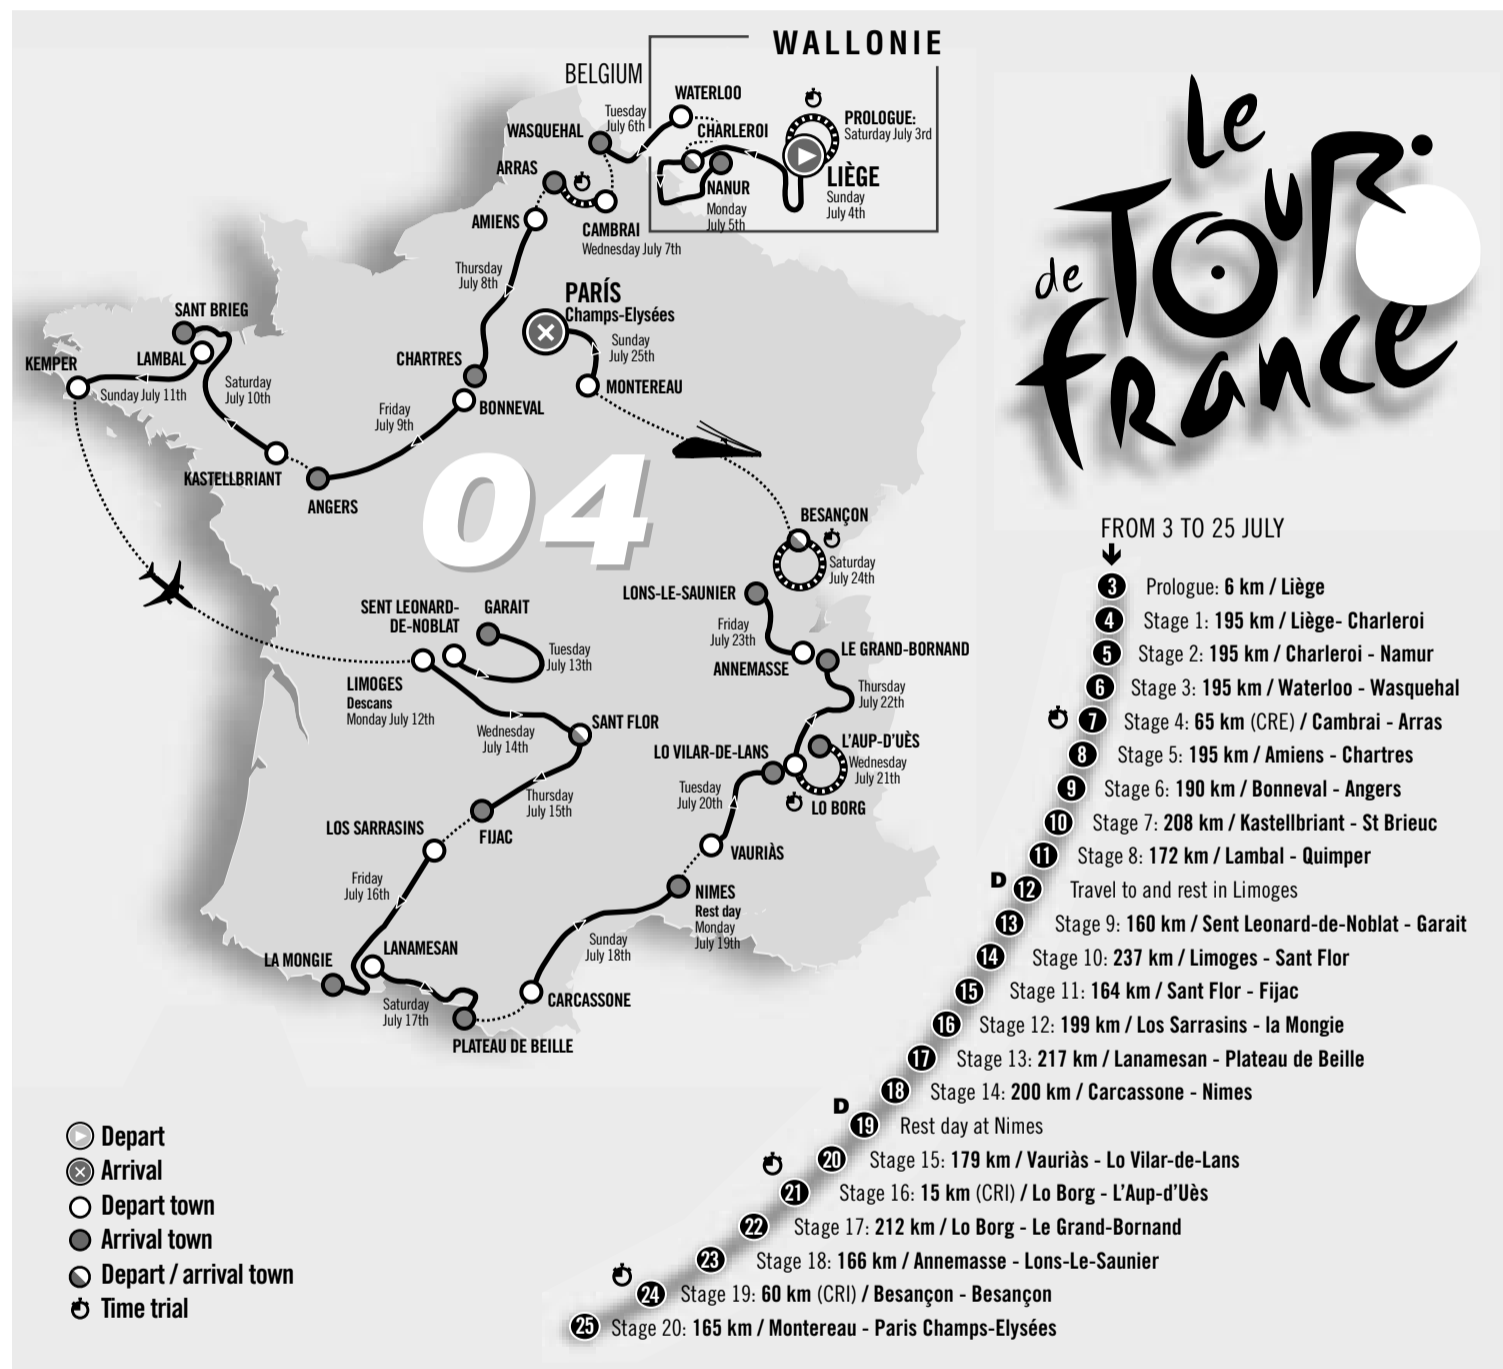 WALLONIE
BELGIUM
WATERLOO
Tuesday
July 6th
WASQUEHAL
CHARLEROI
PROLOGUE:
Saturday July 3rd
ARRAS
LIÈGE
Sunday
July 4th
NANUR
Monday
July 5th
AMIENS
CAMBRAI
Wednesday July 7th
Thursday
July 8th
PARÍS
Champs-Elysées
Sunday
July 25th
SANT BRIEG
KEMPER
LAMBAL
CHARTRES
MONTEREAU
Sunday July 11th
Saturday
July 10th
Friday
July 9th
BONNEVAL
KASTELLBRIANT
ANGERS
04
BESANÇON
Saturday
July 24th
LONS-LE-SAUNIER
SENT LEONARD-
DE-NOBLAT
GARAIT
Friday
July 23th
Tuesday
July 13th
ANNEMASSE
LE GRAND-BORNAND
LIMOGES
Descans
Monday July 12th
Thursday
July 22th
Wednesday
July 14th
SANT FLOR
LO VILAR-DE-LANS
L'AUP-D'UÈS
Wednesday
July 21th
Tuesday
July 20th
Thursday
July 15th
LO BORG
LOS SARRASINS
FIJAC
VAURIÀS
Friday
July 16th
NIMES
Rest day
Monday
July 19th
LA MONGIE
LANAMESAN
Sunday
July 18th
Saturday
July 17th
CARCASSONE
PLATEAU DE BEILLE
Depart
Arrival
Depart town
Arrival town
Depart / arrival town
Time trial
Le
TOUR
de
france
FROM 3 TO 25 JULY
3 Prologue: 6 km / Liège
4 Stage 1: 195 km / Liège- Charleroi
5 Stage 2: 195 km / Charleroi - Namur
6 Stage 3: 195 km / Waterloo - Wasquehal
7 Stage 4: 65 km (CRE) / Cambrai - Arras
8 Stage 5: 195 km / Amiens - Chartres
9 Stage 6: 190 km / Bonneval - Angers
10 Stage 7: 208 km / Kastellbriant - St Brieuc
11 Stage 8: 172 km / Lambal - Quimper
D 12 Travel to and rest in Limoges
13 Stage 9: 160 km / Sent Leonard-de-Noblat - Garait
14 Stage 10: 237 km / Limoges - Sant Flor
15 Stage 11: 164 km / Sant Flor - Fijac
16 Stage 12: 199 km / Los Sarrasins - la Mongie
17 Stage 13: 217 km / Lanamesan - Plateau de Beille
18 Stage 14: 200 km / Carcassone - Nimes
D 19 Rest day at Nimes
20 Stage 15: 179 km / Vauriàs - Lo Vilar-de-Lans
21 Stage 16: 15 km (CRI) / Lo Borg - L'Aup-d'Uès
22 Stage 17: 212 km / Lo Borg - Le Grand-Bornand
23 Stage 18: 166 km / Annemasse - Lons-Le-Saunier
24 Stage 19: 60 km (CRI) / Besançon - Besançon
25 Stage 20: 165 km / Montereau - Paris Champs-Elysées